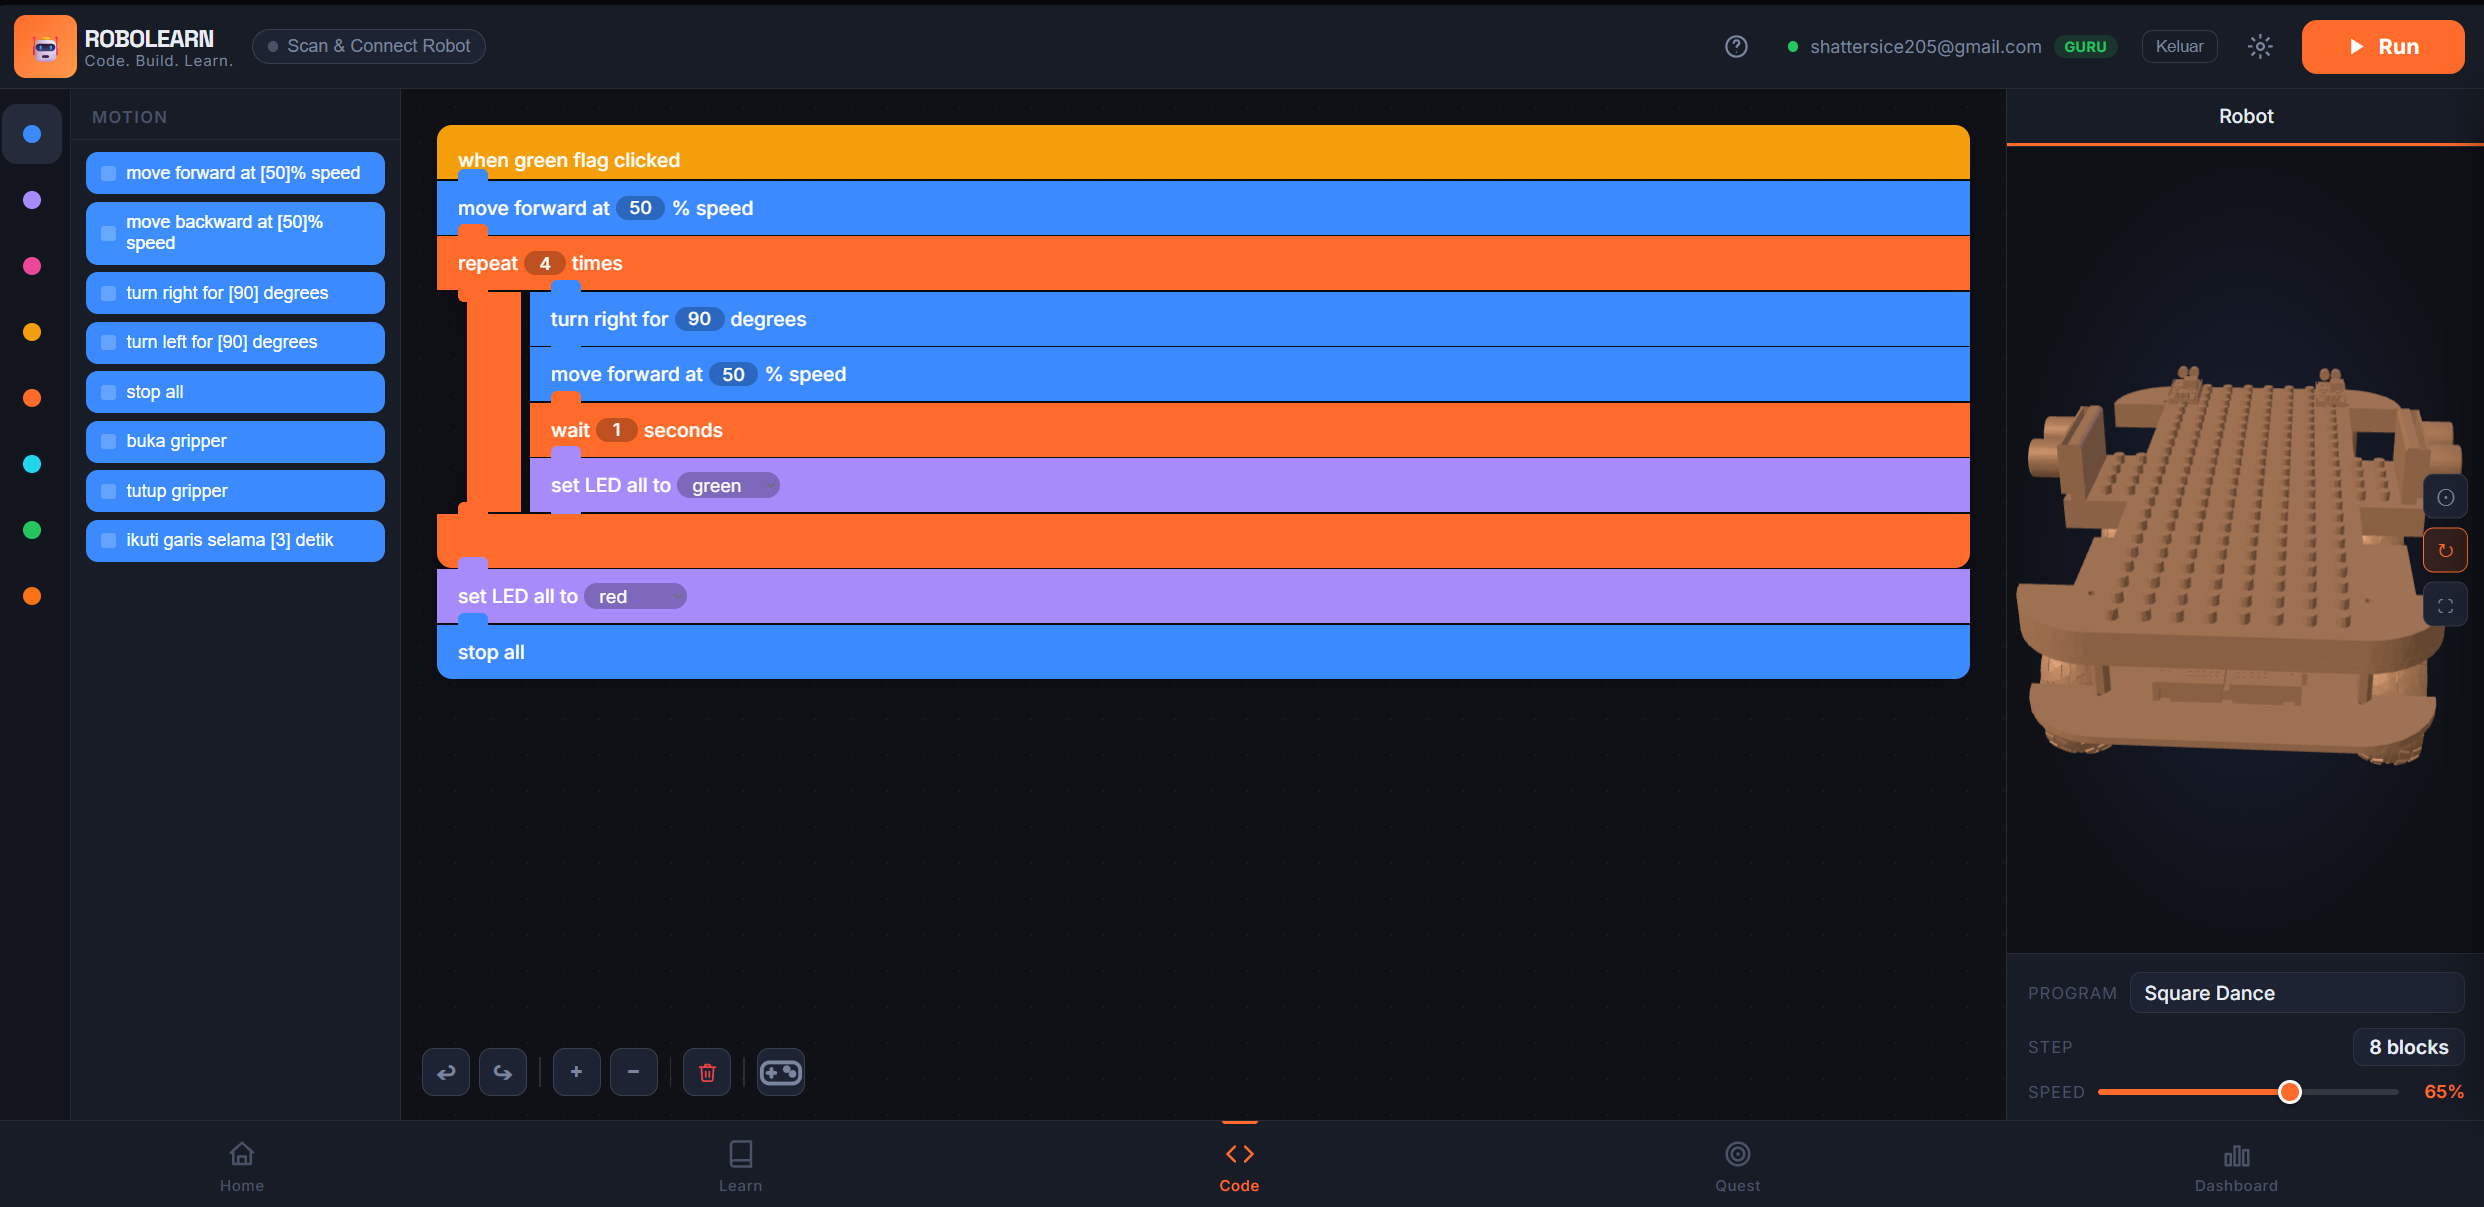 ROBOLEARN
Code. Build. Learn.
Scan & Connect Robot
shattersice205@gmail.com
GURU
Keluar
Run
MOTION
move forward at [50]% speed
move backward at [50]%
speed
turn right for [90] degrees
turn left for [90] degrees
stop all
buka gripper
tutup gripper
ikuti garis selama [3] detik
when green flag clicked
move forward at 50 % speed
repeat 4 times
turn right for 90 degrees
move forward at 50 % speed
wait 1 seconds
set LED all to green
set LED all to red
stop all
Robot
PROGRAM Square Dance
STEP 8 blocks
SPEED 65%
Home
Learn
Code
Quest
Dashboard